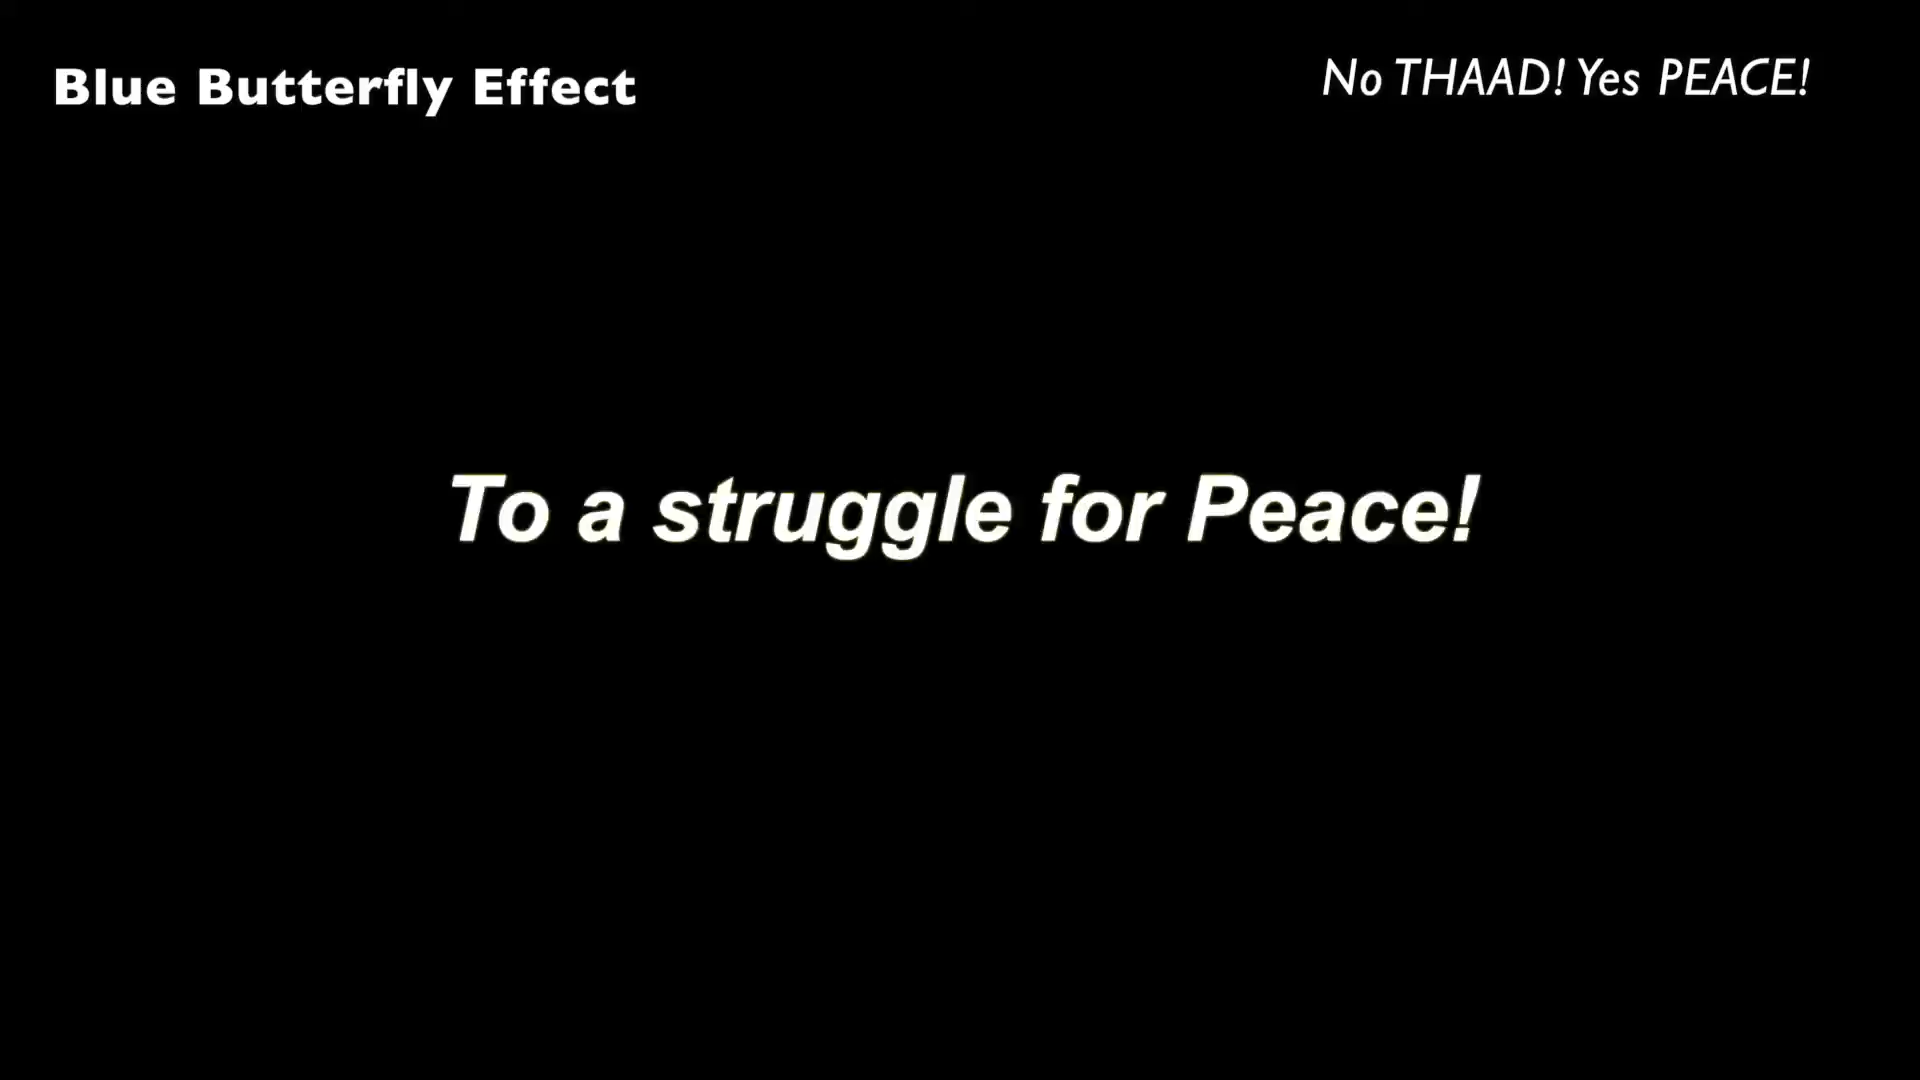 Blue Butterfly Effect
No THAAD! Yes PEACE!
To a struggle for Peace!